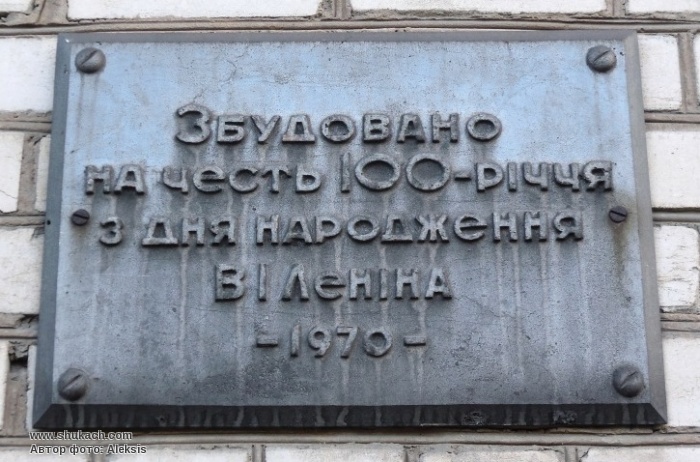 Збудовано
на честь 100-річчя
з дня народження
В І Леніна
- 1970 -
www.shukach.com
Автор фото: Aleksis